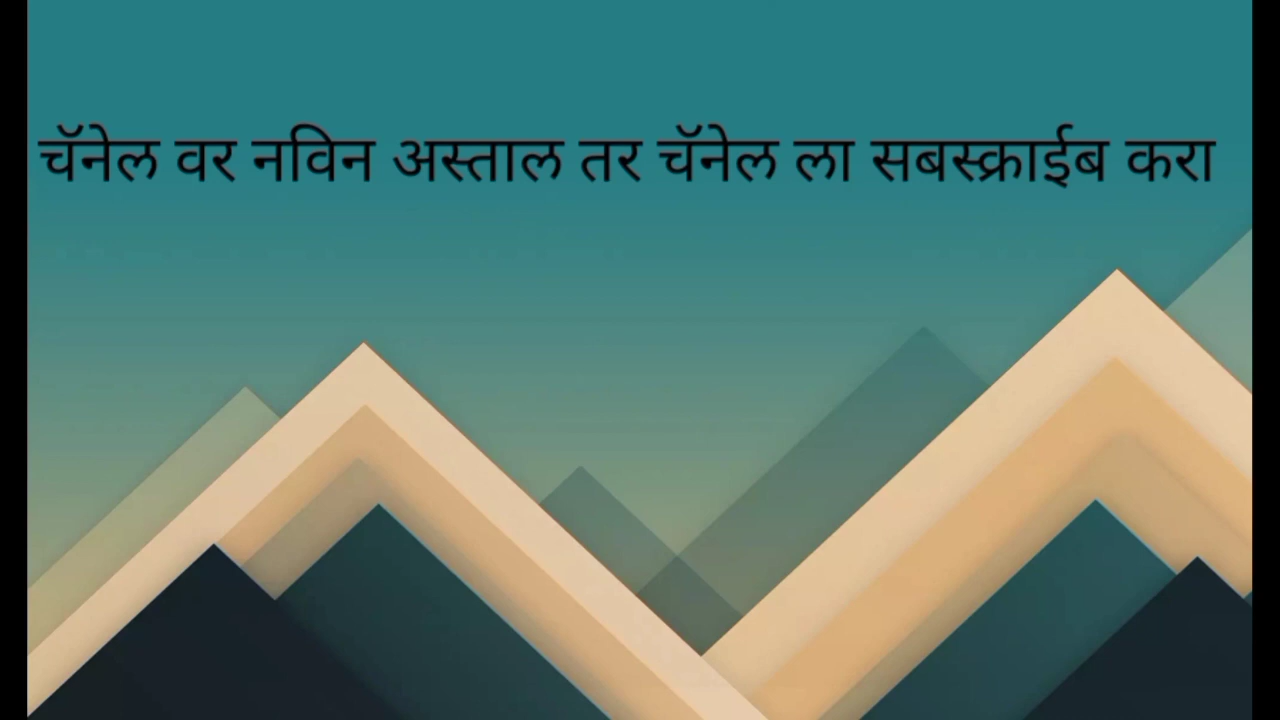 चॅनेल वर नविन अस्ताल तर चॅनेल ला सबस्क्राईब करा